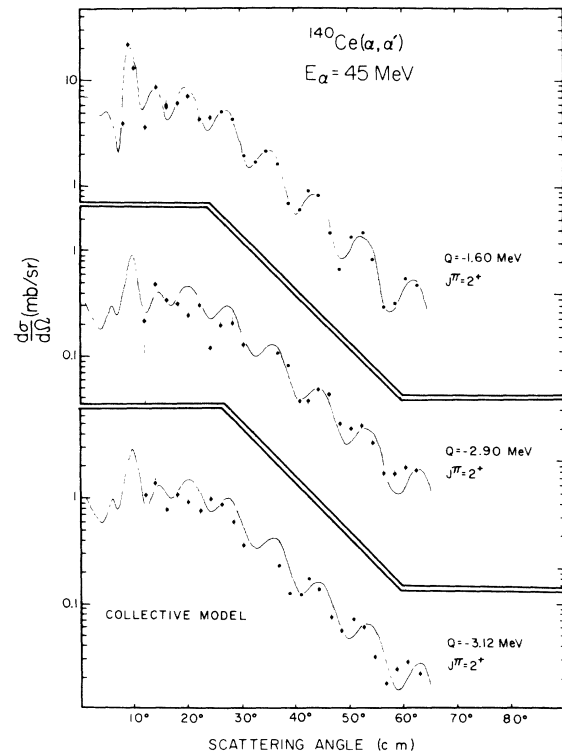 ¹⁴⁰Ce(α,α′)
Eα = 45 MeV
10
1
Q=-1.60 MeV
Jπ=2⁺
1
dσ/dΩ (mb/sr)
0.1
Q=-2.90 MeV
Jπ=2⁺
1
0.1
COLLECTIVE MODEL
Q=-3.12 MeV
Jπ=2⁺
10° 20° 30° 40° 50° 60° 70° 80°
SCATTERING ANGLE (c m)